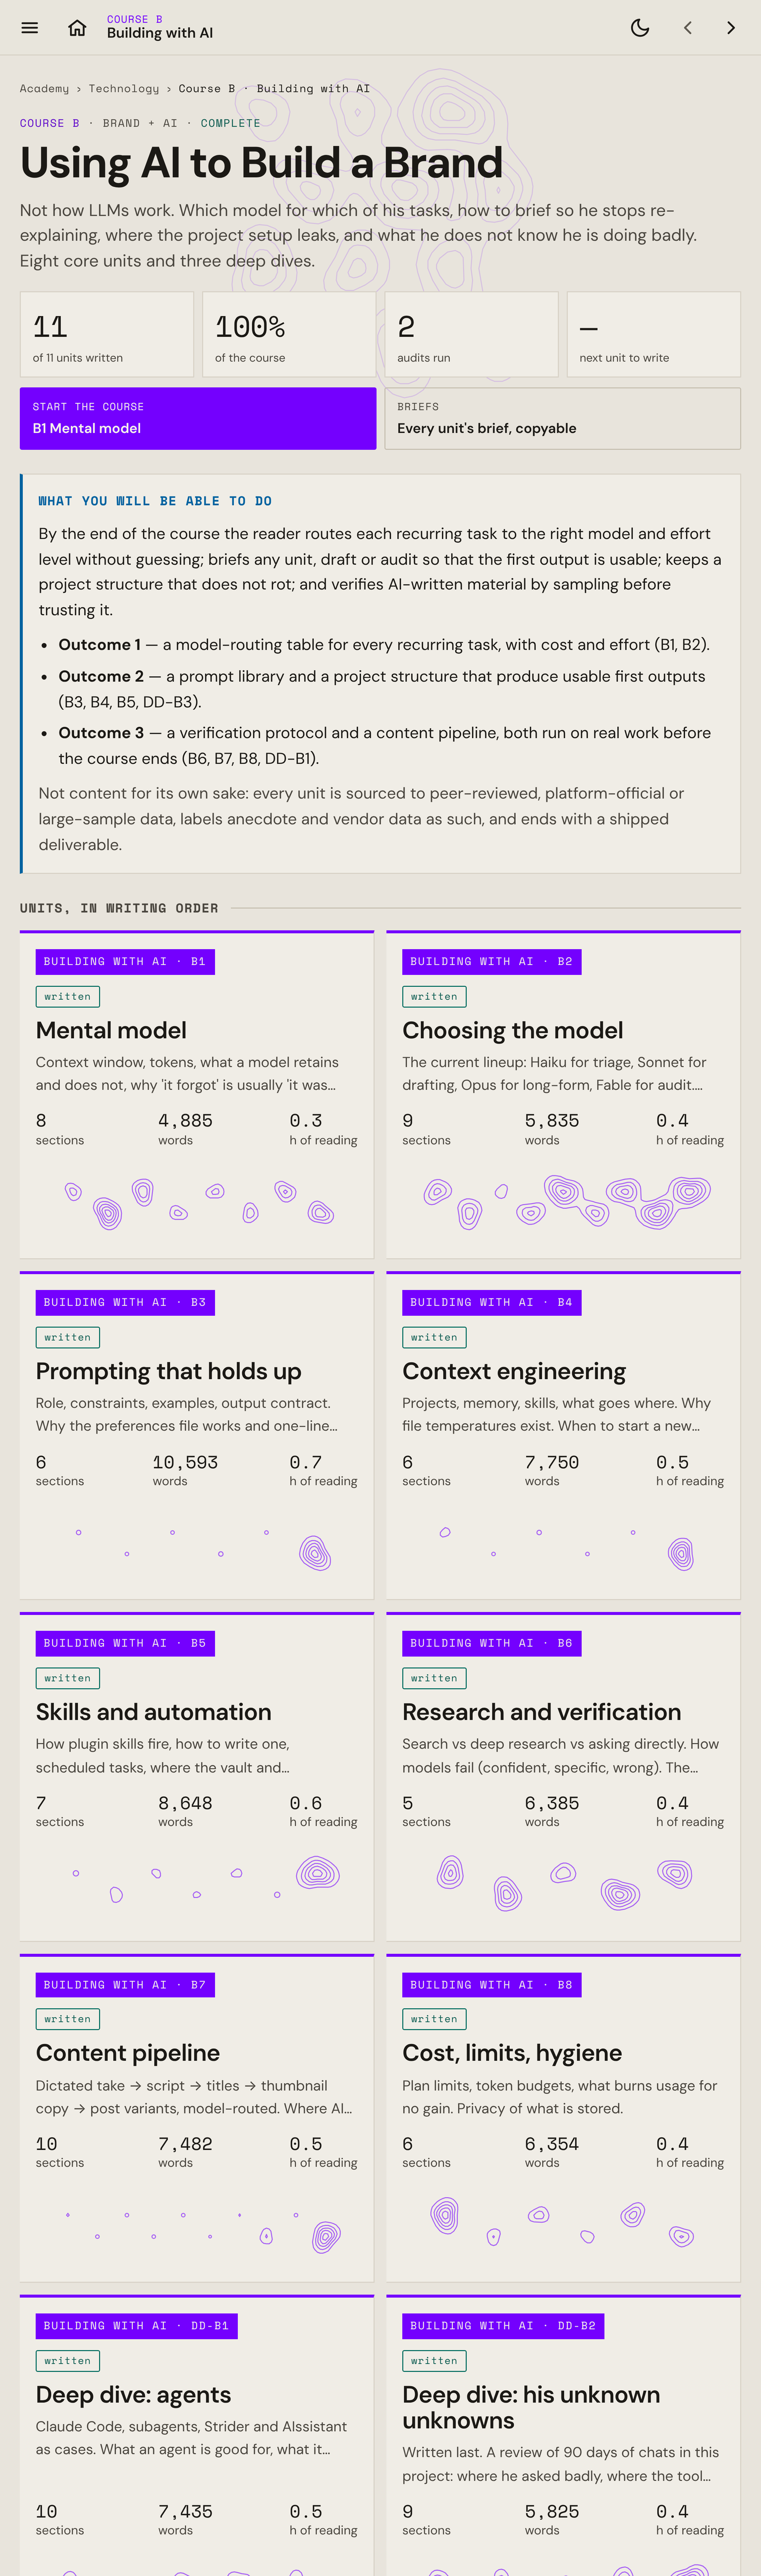 COURSE B
Building with AI
Academy › Technology › Course B · Building with AI
COURSE B · BRAND + AI · COMPLETE
Using AI to Build a Brand
Not how LLMs work. Which model for which of his tasks, how to brief so he stops re-
explaining, where the project setup leaks, and what he does not know he is doing badly.
Eight core units and three deep dives.
11
of 11 units written
100%
of the course
2
audits run
—
next unit to write
START THE COURSE
B1 Mental model
BRIEFS
Every unit's brief, copyable
WHAT YOU WILL BE ABLE TO DO
By the end of the course the reader routes each recurring task to the right model and effort
level without guessing; briefs any unit, draft or audit so that the first output is usable; keeps a
project structure that does not rot; and verifies AI-written material by sampling before
trusting it.
• Outcome 1 — a model-routing table for every recurring task, with cost and effort (B1, B2).
• Outcome 2 — a prompt library and a project structure that produce usable first outputs
(B3, B4, B5, DD-B3).
• Outcome 3 — a verification protocol and a content pipeline, both run on real work before
the course ends (B6, B7, B8, DD-B1).
Not content for its own sake: every unit is sourced to peer-reviewed, platform-official or
large-sample data, labels anecdote and vendor data as such, and ends with a shipped
deliverable.
UNITS, IN WRITING ORDER
BUILDING WITH AI · B1
written
Mental model
Context window, tokens, what a model retains
and does not, why 'it forgot' is usually 'it was...
8 4,885 0.3
sections words h of reading
BUILDING WITH AI · B2
written
Choosing the model
The current lineup: Haiku for triage, Sonnet for
drafting, Opus for long-form, Fable for audit....
9 5,835 0.4
sections words h of reading
BUILDING WITH AI · B3
written
Prompting that holds up
Role, constraints, examples, output contract.
Why the preferences file works and one-line...
6 10,593 0.7
sections words h of reading
BUILDING WITH AI · B4
written
Context engineering
Projects, memory, skills, what goes where. Why
file temperatures exist. When to start a new...
6 7,750 0.5
sections words h of reading
BUILDING WITH AI · B5
written
Skills and automation
How plugin skills fire, how to write one,
scheduled tasks, where the vault and...
7 8,648 0.6
sections words h of reading
BUILDING WITH AI · B6
written
Research and verification
Search vs deep research vs asking directly. How
models fail (confident, specific, wrong). The...
5 6,385 0.4
sections words h of reading
BUILDING WITH AI · B7
written
Content pipeline
Dictated take → script → titles → thumbnail
copy → post variants, model-routed. Where AI...
10 7,482 0.5
sections words h of reading
BUILDING WITH AI · B8
written
Cost, limits, hygiene
Plan limits, token budgets, what burns usage for
no gain. Privacy of what is stored.
6 6,354 0.4
sections words h of reading
BUILDING WITH AI · DD-B1
written
Deep dive: agents
Claude Code, subagents, Strider and AIssistant
as cases. What an agent is good for, what it...
10 7,435 0.5
sections words h of reading
BUILDING WITH AI · DD-B2
written
Deep dive: his unknown
unknowns
Written last. A review of 90 days of chats in this
project: where he asked badly, where the tool...
9 5,825 0.4
sections words h of reading